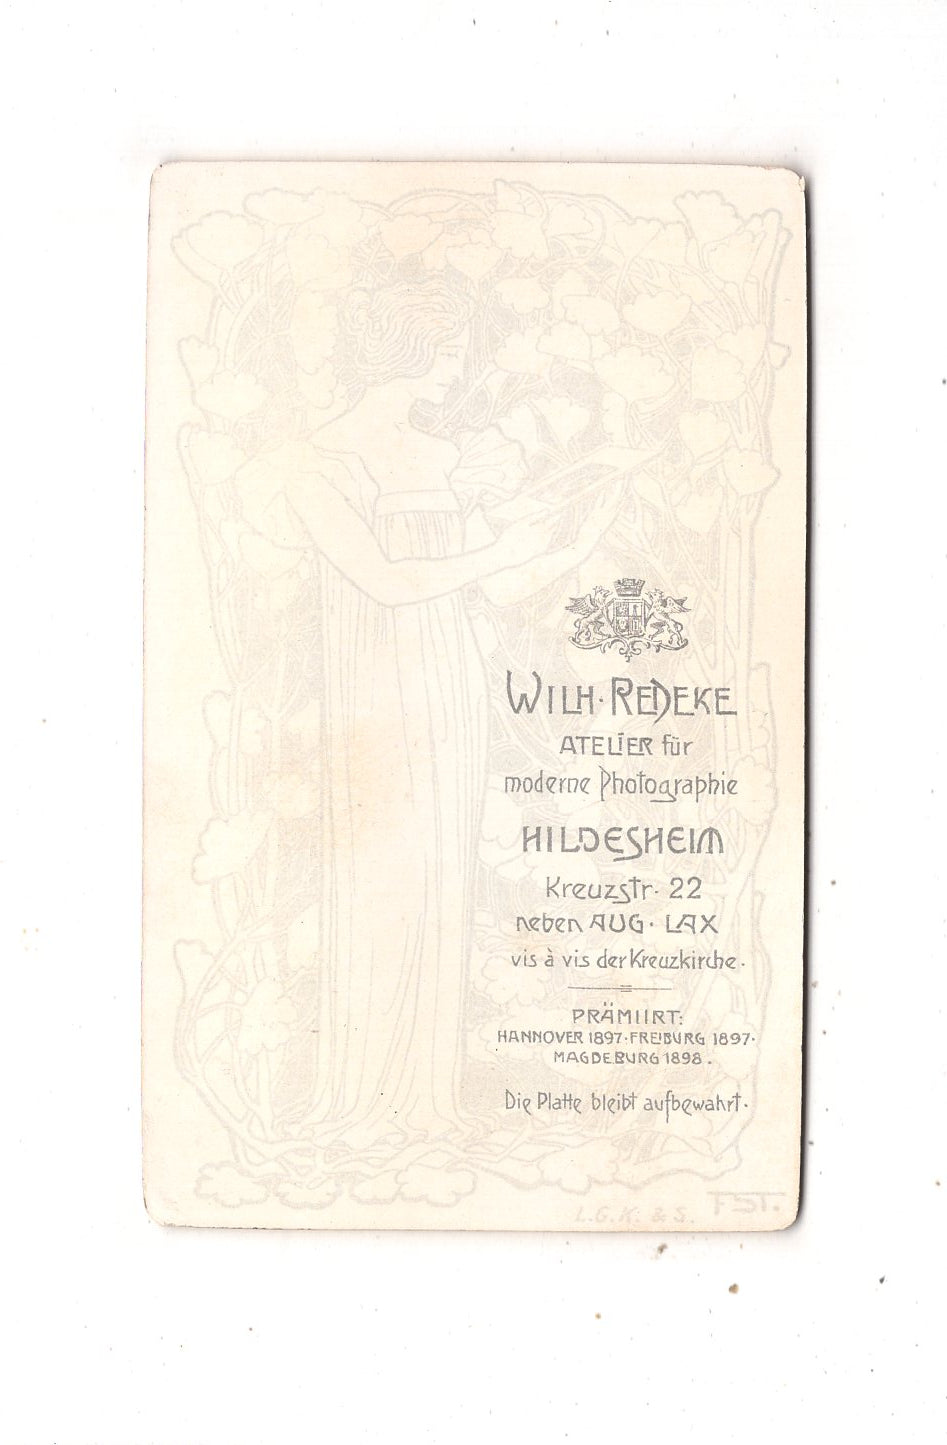 WILH· REDEKE
ATELIER für
moderne Photographie
HILDESHEIM
Kreuzstr· 22
neben AUG· LAX
vis à vis der Kreuzkirche·
PRÄMIIRT:
HANNOVER 1897·FREIBURG 1897·
MAGDEBURG 1898.
Die Platte bleibt aufbewahrt·
FST.
L.G.K. & S.